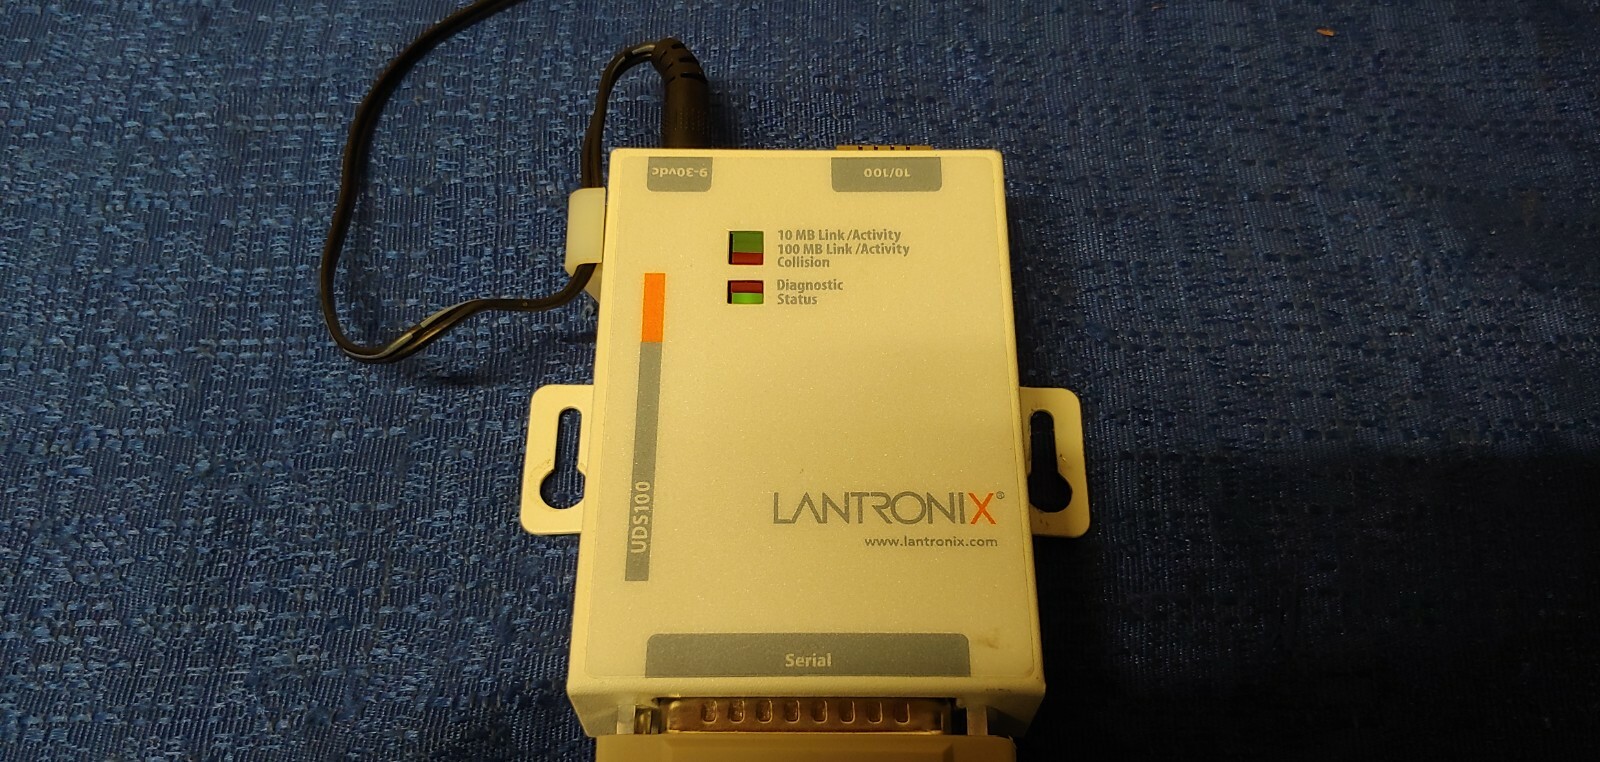 9-30vdc
10/100
10 MB Link/Activity
100 MB Link/Activity
Collision
Diagnostic
Status
UDS100
LANTRONIX®
www.lantronix.com
Serial